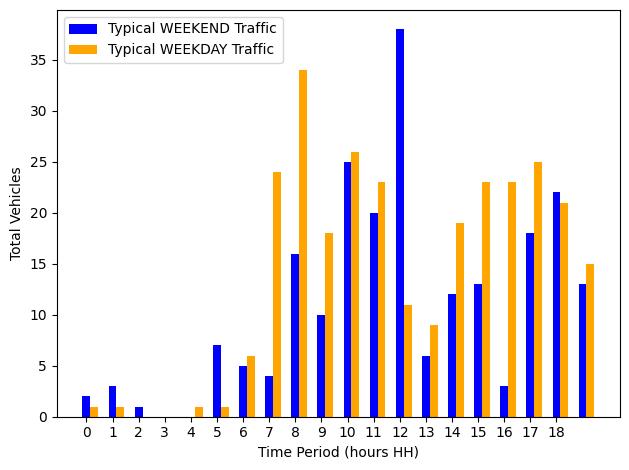 Typical WEEKEND Traffic
Typical WEEKDAY Traffic
35
30
25
20
15
10
5
0
Total Vehicles
0 1 2 3 4 5 6 7 8 9 10 11 12 13 14 15 16 17 18
Time Period (hours HH)